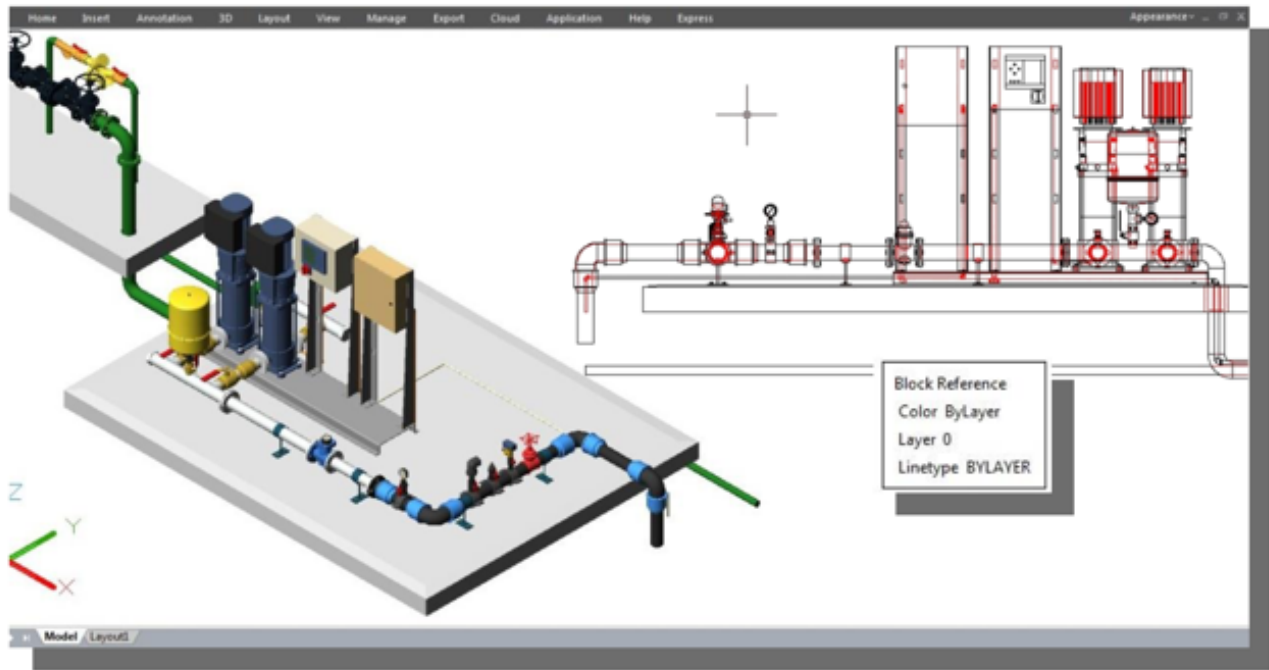 Home Insert Annotation 3D Layout View Manage Export Cloud Application Help Express Appearance
Block Reference
Color ByLayer
Layer 0
Linetype BYLAYER
Z
Y
X
Model Layout1